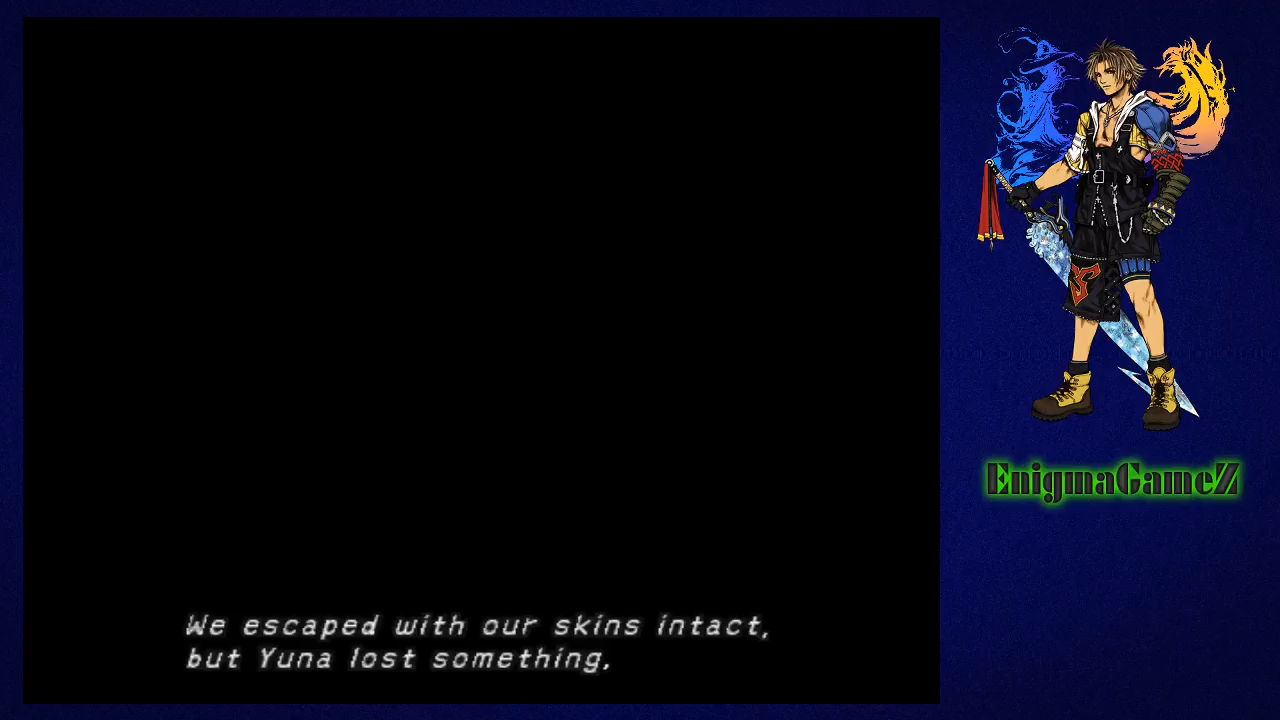 We escaped with our skins intact,
but Yuna lost something,
EnigmaGameZ